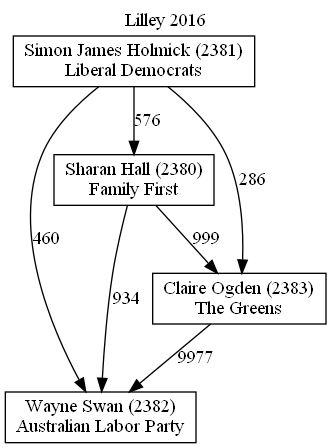 Lilley 2016
Simon James Holmick (2381)
Liberal Democrats
576
Sharan Hall (2380)
Family First
286
460
999
934
Claire Ogden (2383)
The Greens
9977
Wayne Swan (2382)
Australian Labor Party